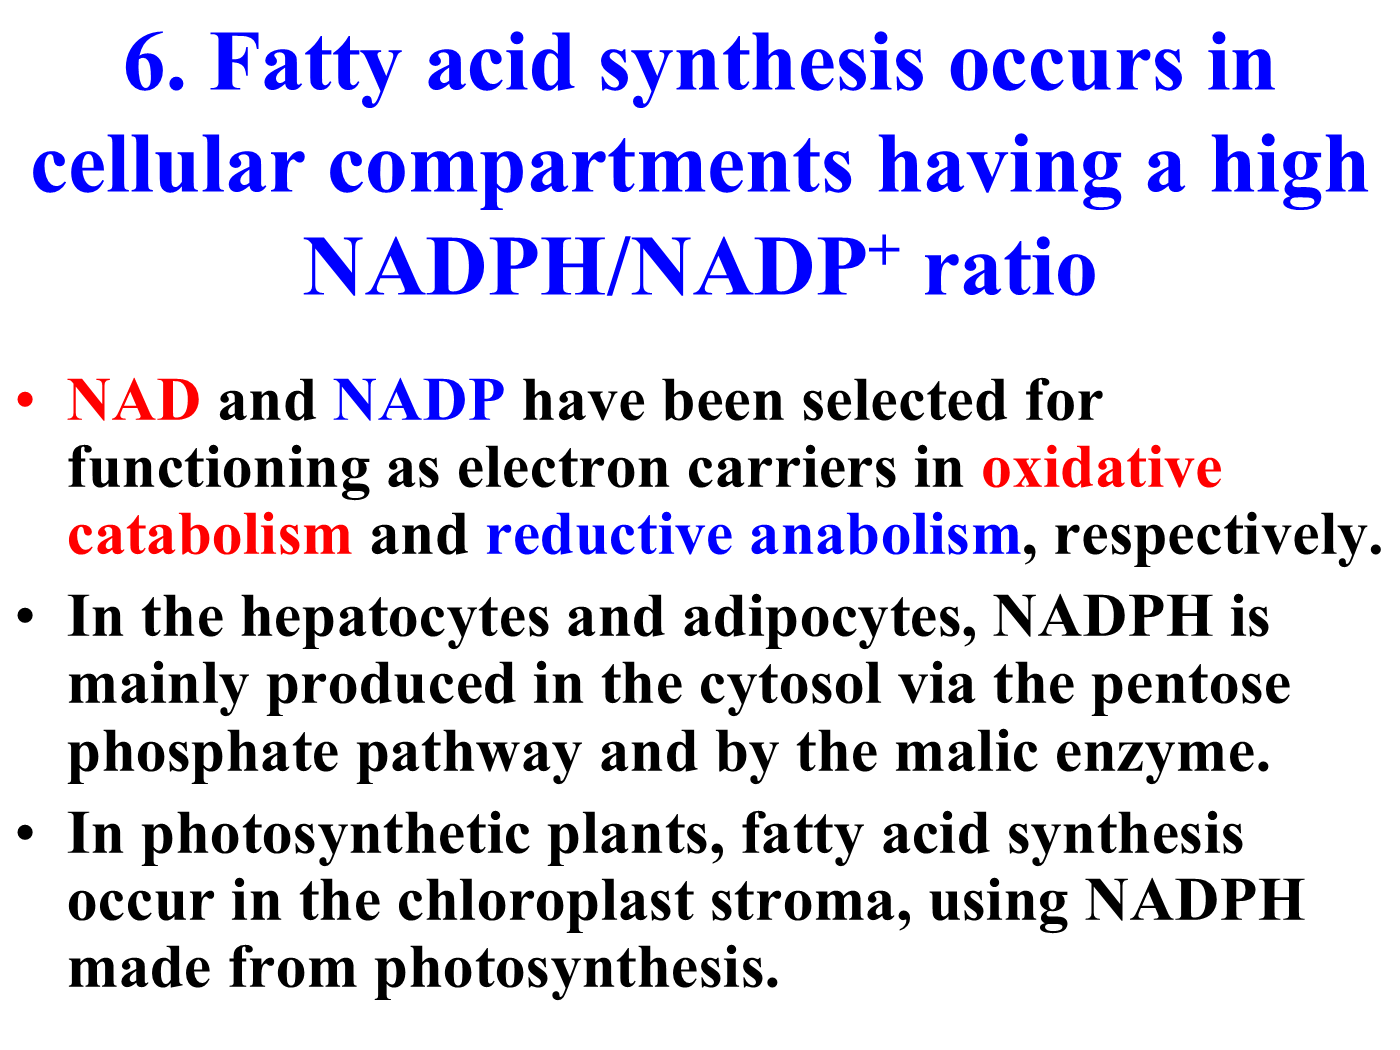 6. Fatty acid synthesis occurs in
cellular compartments having a high
NADPH/NADP⁺ ratio
• NAD and NADP have been selected for
functioning as electron carriers in oxidative
catabolism and reductive anabolism, respectively.
• In the hepatocytes and adipocytes, NADPH is
mainly produced in the cytosol via the pentose
phosphate pathway and by the malic enzyme.
• In photosynthetic plants, fatty acid synthesis
occur in the chloroplast stroma, using NADPH
made from photosynthesis.